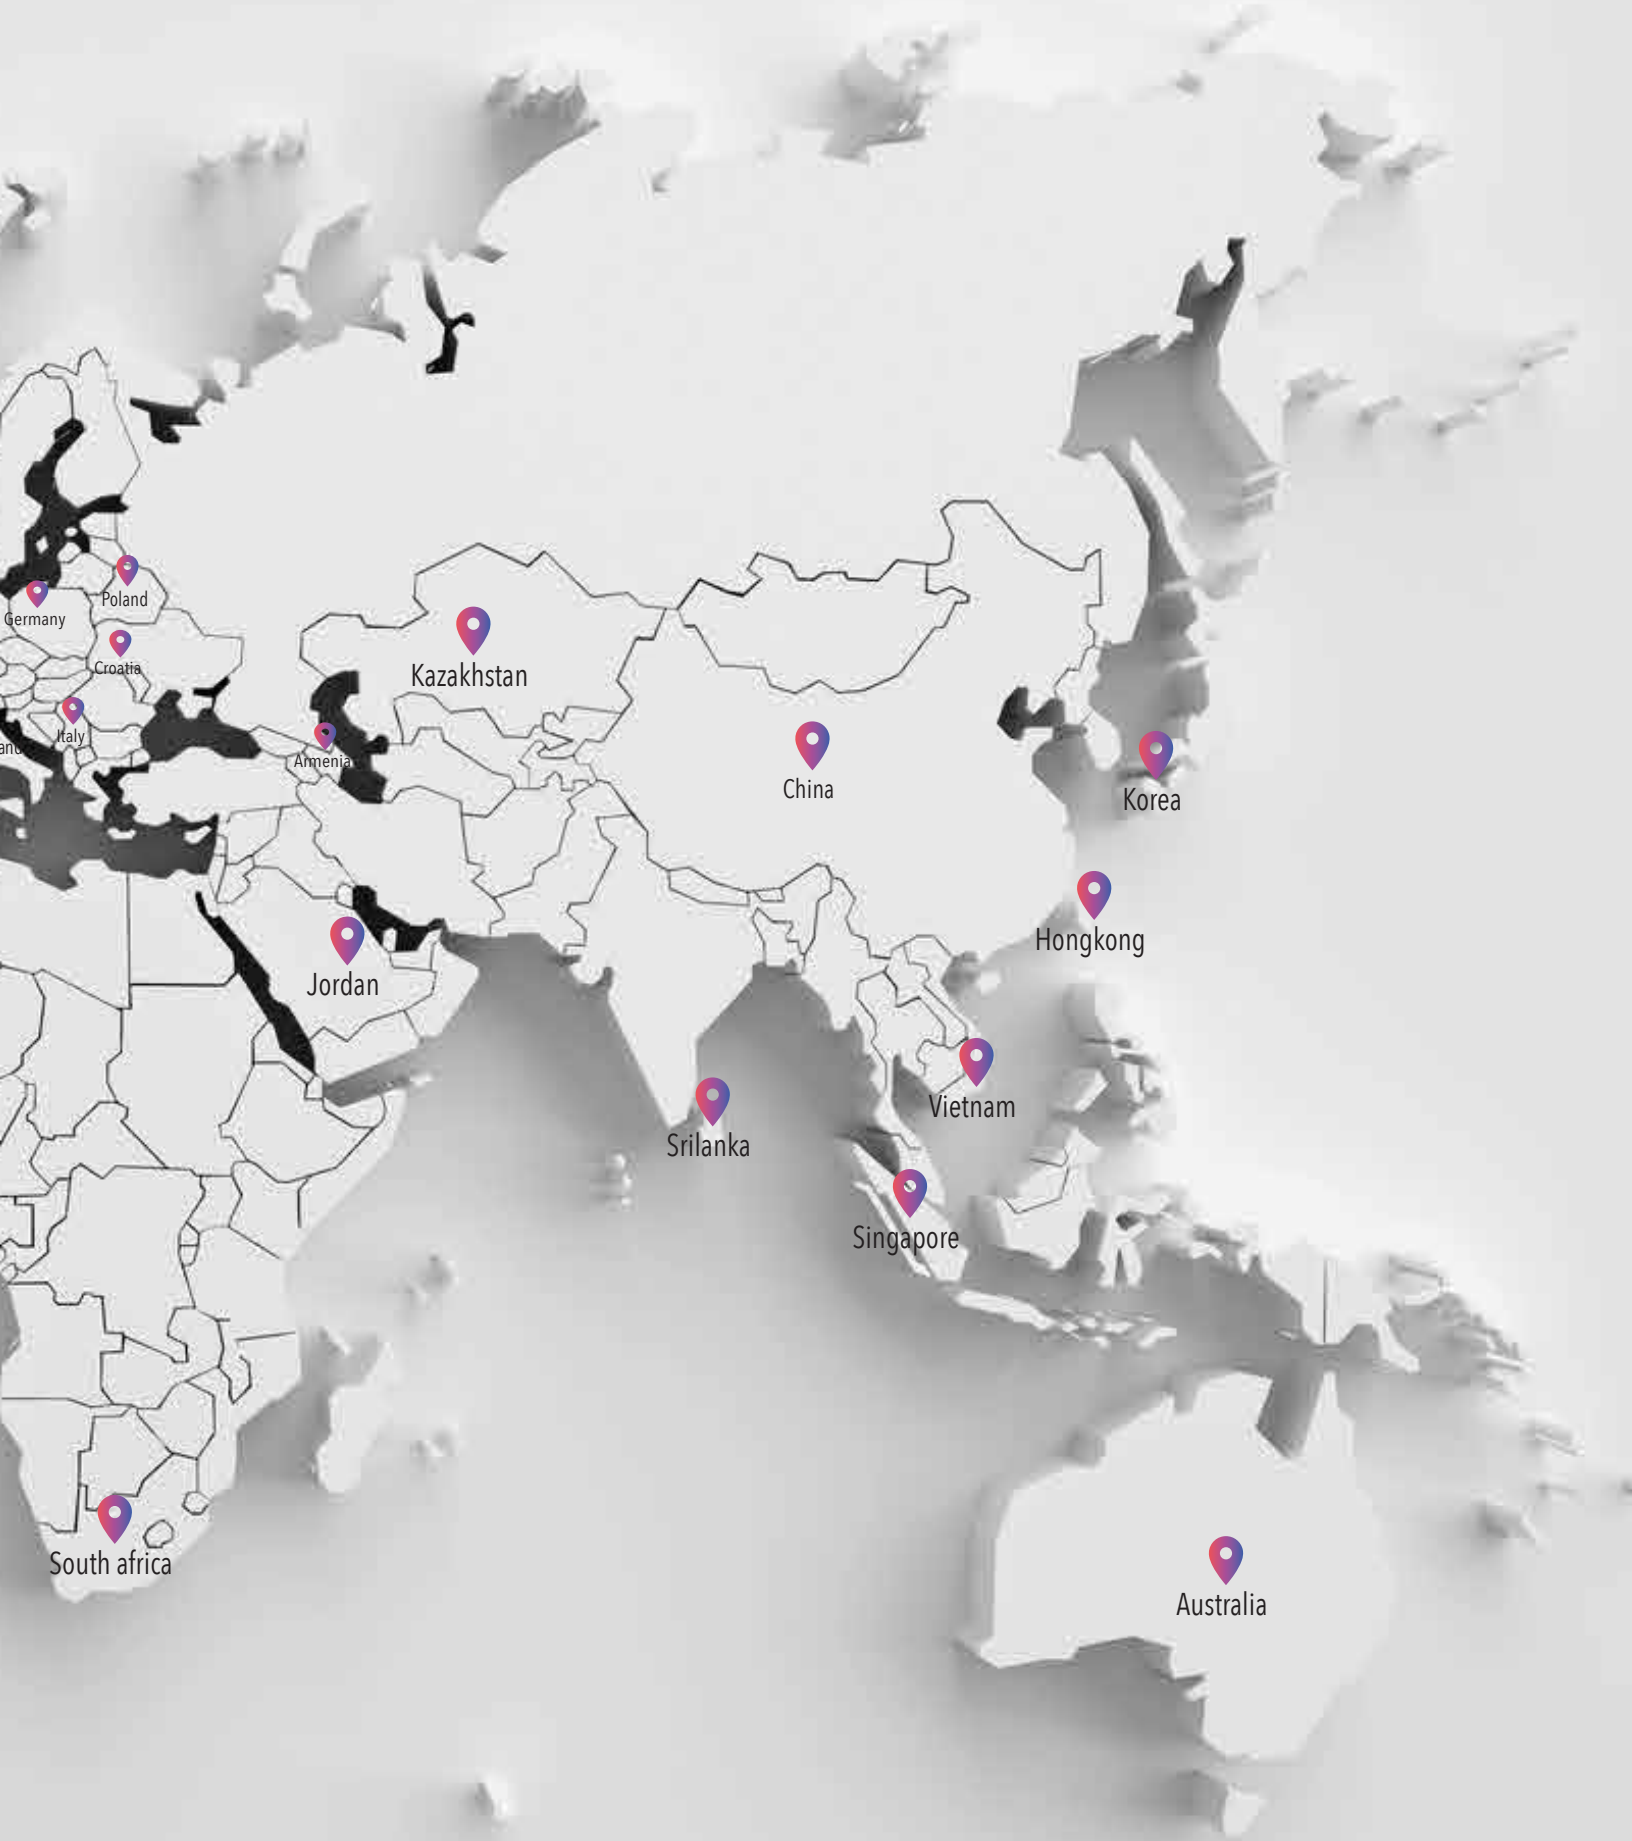 Poland
Germany
Croatia
Kazakhstan
Italy
Armenia
China
Korea
Hongkong
Jordan
Vietnam
Srilanka
Singapore
South africa
Australia